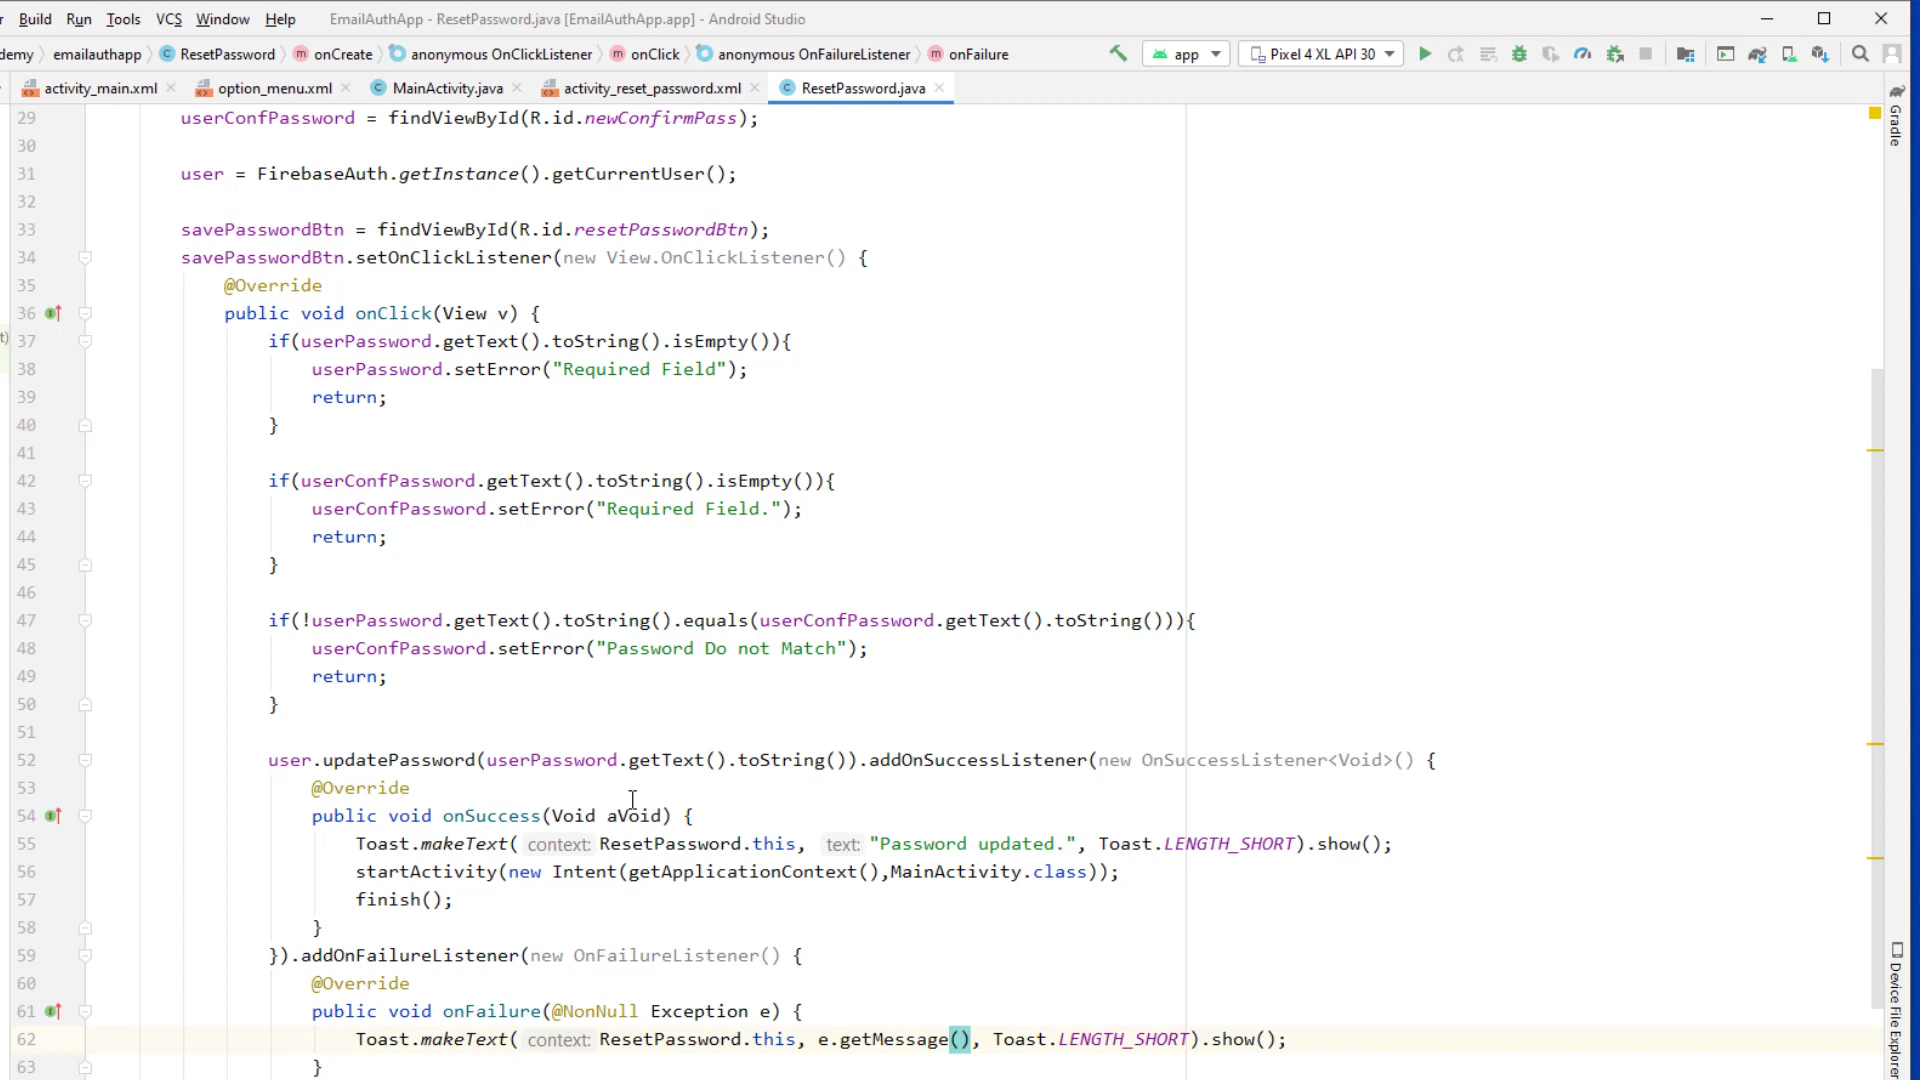 Build Run Tools VCS Window Help EmailAuthApp - ResetPassword.java [EmailAuthApp.app] - Android Studio
demy emailauthapp C ResetPassword m onCreate anonymous OnClickListener m onClick anonymous OnFailureListener m onFailure app Pixel 4 XL API 30
activity_main.xml option_menu.xml C MainActivity.java activity_reset_password.xml C ResetPassword.java
Gradle
29 userConfPassword = findViewById(R.id.newConfirmPass);
30
31 user = FirebaseAuth.getInstance().getCurrentUser();
32
33 savePasswordBtn = findViewById(R.id.resetPasswordBtn);
34 savePasswordBtn.setOnClickListener(new View.OnClickListener() {
35 @Override
36 public void onClick(View v) {
t) 37 if(userPassword.getText().toString().isEmpty()){
38 userPassword.setError("Required Field");
39 return;
40 }
41
42 if(userConfPassword.getText().toString().isEmpty()){
43 userConfPassword.setError("Required Field.");
44 return;
45 }
46
47 if(!userPassword.getText().toString().equals(userConfPassword.getText().toString())){
48 userConfPassword.setError("Password Do not Match");
49 return;
50 }
51
52 user.updatePassword(userPassword.getText().toString()).addOnSuccessListener(new OnSuccessListener<Void>() {
53 @Override
54 public void onSuccess(Void aVoid) {
55 Toast.makeText( context: ResetPassword.this, text: "Password updated.", Toast.LENGTH_SHORT).show();
56 startActivity(new Intent(getApplicationContext(),MainActivity.class));
57 finish();
58 }
59 }).addOnFailureListener(new OnFailureListener() {
60 @Override
61 public void onFailure(@NonNull Exception e) {
62 Toast.makeText( context: ResetPassword.this, e.getMessage(), Toast.LENGTH_SHORT).show();
63 }
Device File Explorer